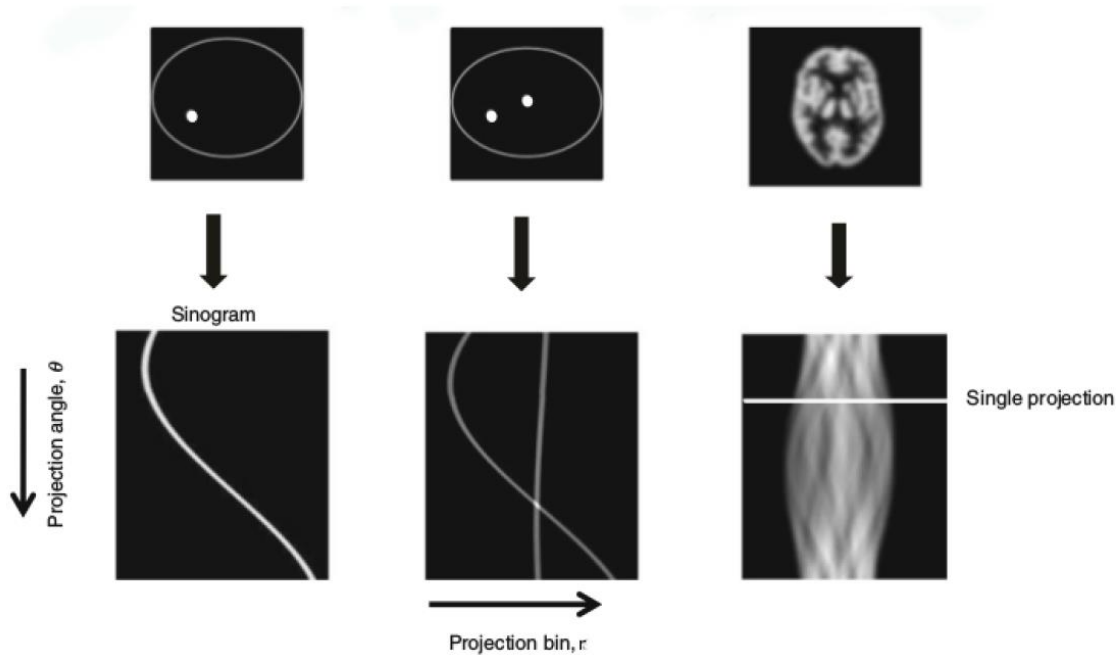 Sinogram
Projection angle, θ
Single projection
Projection bin, r